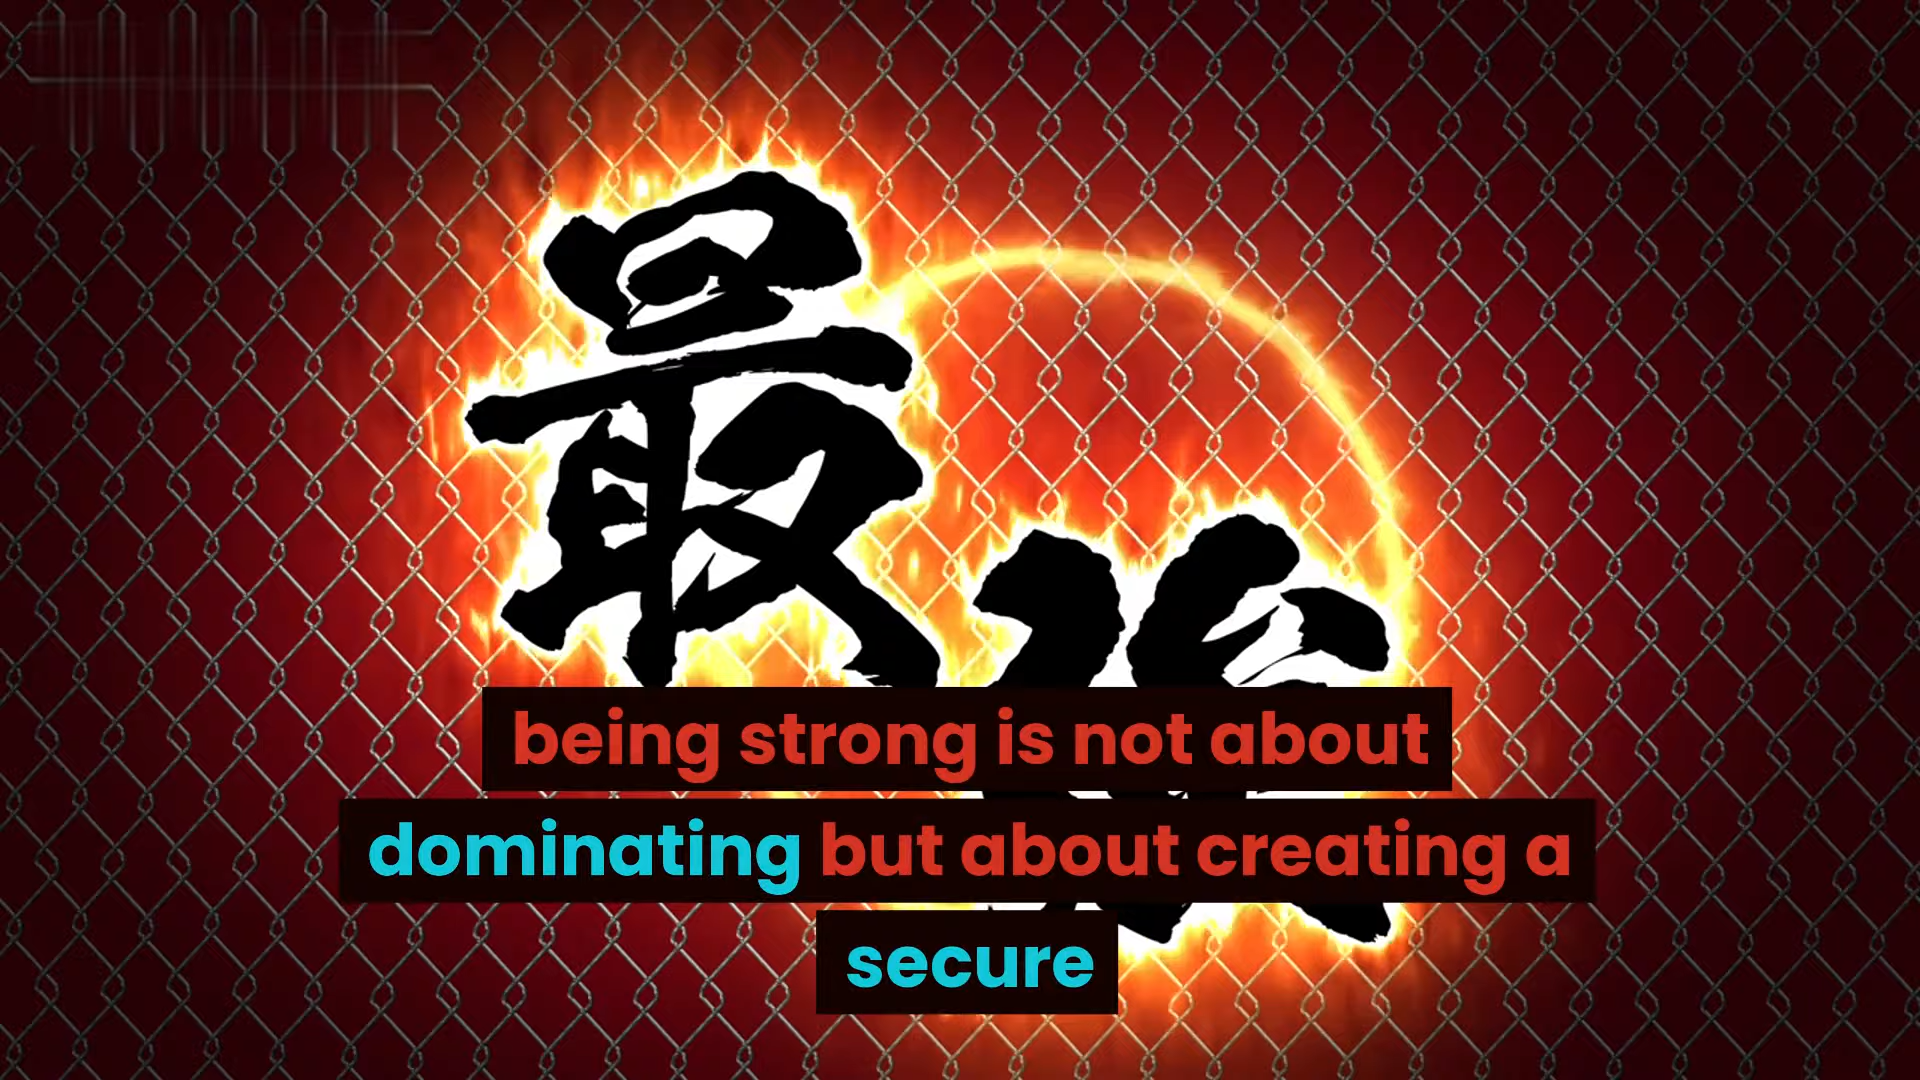 最
being strong is not about
dominating but about creating a
secure